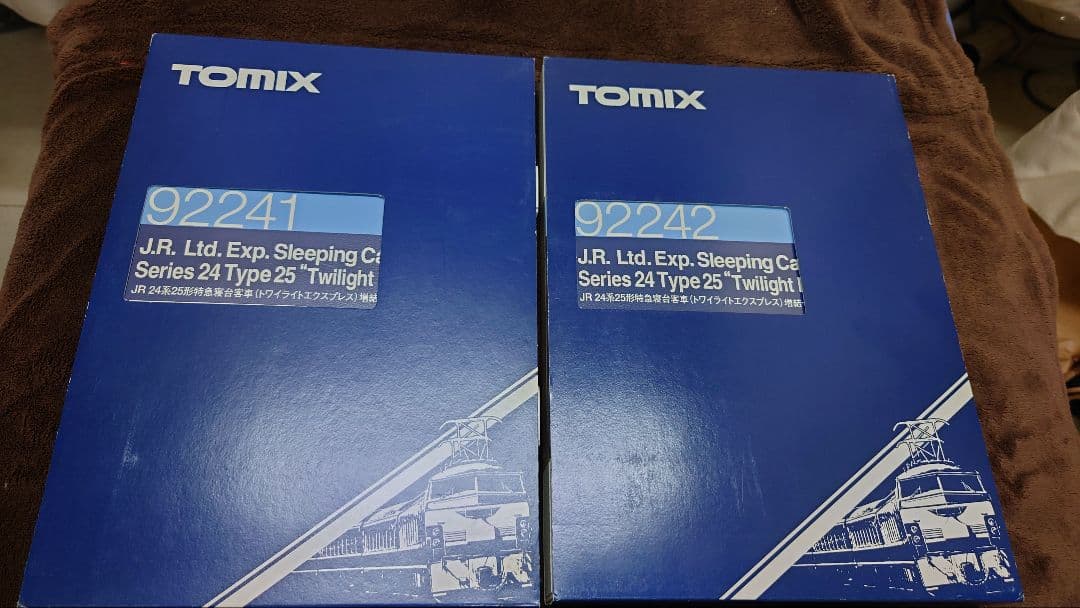 TOMIX
92241
J.R. Ltd. Exp. Sleeping Ca
Series 24 Type 25 "Twilight
JR 24系25形特急寝台客車(トワイライトエクスプレス)増結
TOMIX
92242
J.R. Ltd. Exp. Sleeping Ca
Series 24 Type 25 "Twilight
JR 24系25形特急寝台客車(トワイライトエクスプレス)増結